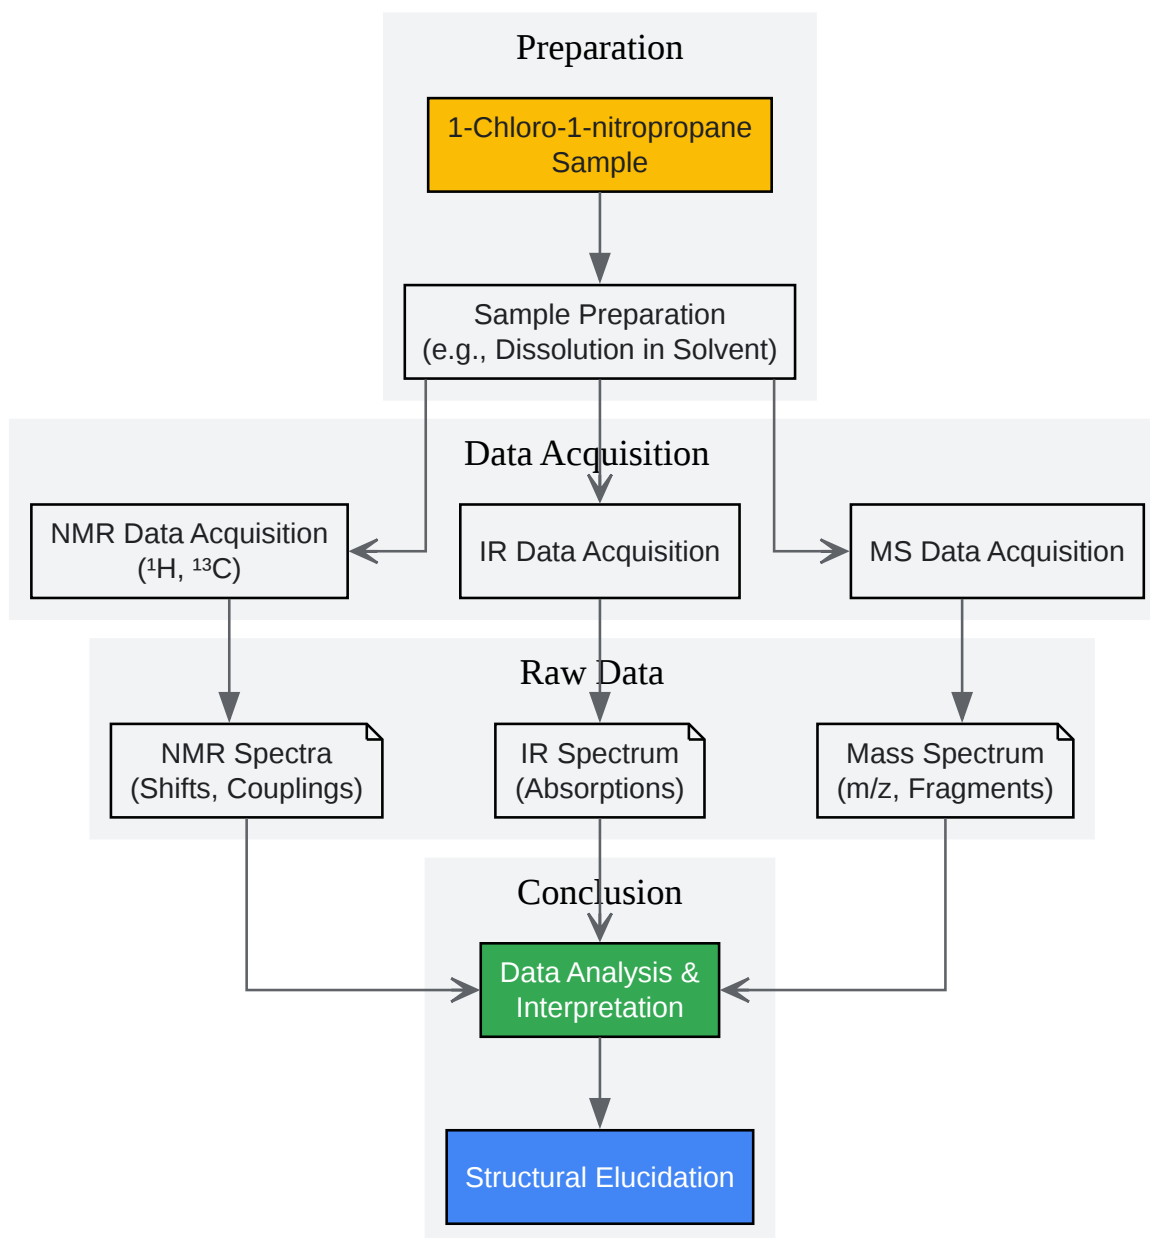 Preparation
1-Chloro-1-nitropropane
Sample
Sample Preparation
(e.g., Dissolution in Solvent)
Data Acquisition
NMR Data Acquisition
(¹H, ¹³C)
IR Data Acquisition
MS Data Acquisition
Raw Data
NMR Spectra
(Shifts, Couplings)
IR Spectrum
(Absorptions)
Mass Spectrum
(m/z, Fragments)
Conclusion
Data Analysis &
Interpretation
Structural Elucidation